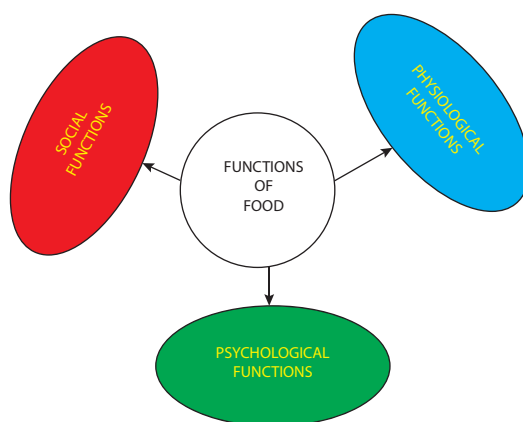 SOCIAL
FUNCTIONS
PHYSIOLOGICAL
FUNCTIONS
FUNCTIONS
OF
FOOD
PSYCHOLOGICAL
FUNCTIONS